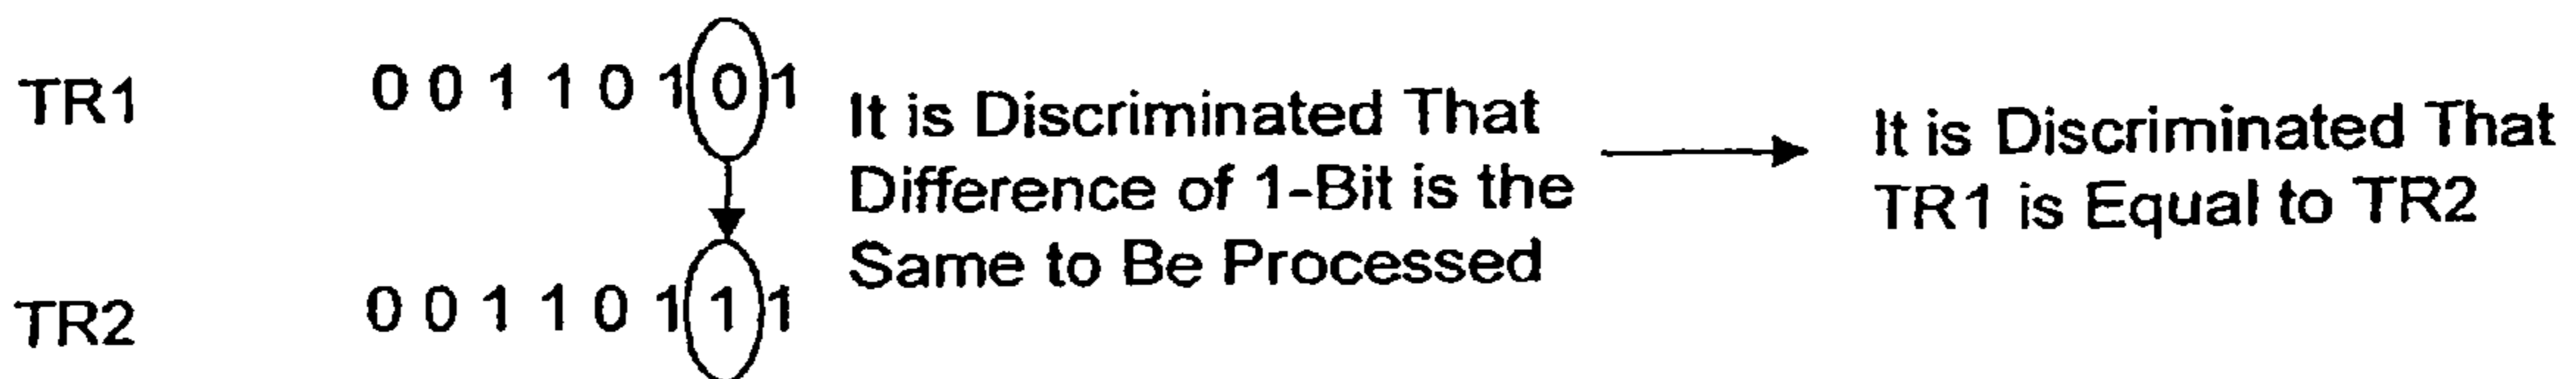 TR1 0 0 1 1 0 1 0 1
It is Discriminated That
Difference of 1-Bit is the
Same to Be Processed
It is Discriminated That
TR1 is Equal to TR2
TR2 0 0 1 1 0 1 1 1